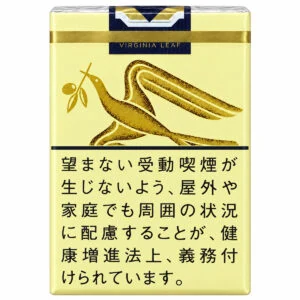 VIRGINIA LEAF
望まない受動喫煙が
生じないよう、屋外や
家庭でも周囲の状況
に配慮することが、健
康増進法上、義務付
けられています。